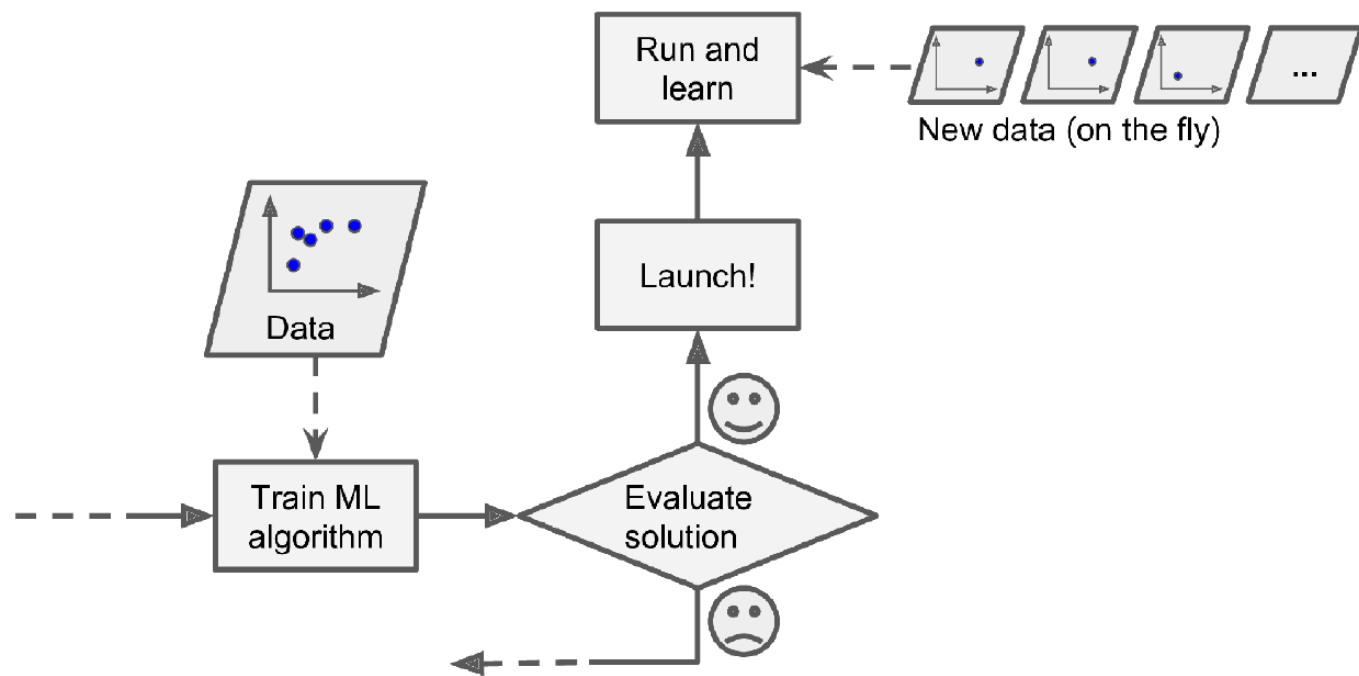 Run and
learn
...
New data (on the fly)
Launch!
Data
Train ML
algorithm
Evaluate
solution